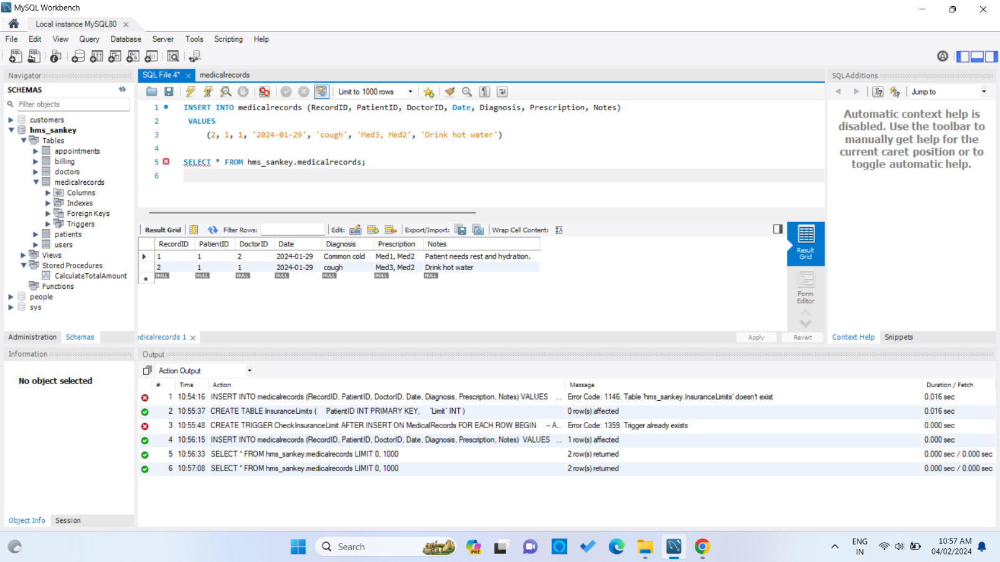 MySQL Workbench
Local instance MySQL80
File Edit View Query Database Server Tools Scripting Help
Navigator
SCHEMAS
Filter objects
customers
hms_sankey
Tables
appointments
billing
doctors
medicalrecords
Columns
Indexes
Foreign Keys
Triggers
patients
users
Views
Stored Procedures
CalculateTotalAmount
Functions
people
sys
Administration Schemas
Information
No object selected
Object Info Session
SQL File 4* medicalrecords
Limit to 1000 rows
1 INSERT INTO medicalrecords (RecordID, PatientID, DoctorID, Date, Diagnosis, Prescription, Notes)
2 VALUES
3 (2, 1, 1, '2024-01-29', 'cough', 'Med3, Med2', 'Drink hot water')
4
5 SELECT * FROM hms_sankey.medicalrecords;
6
Result Grid Filter Rows: Edit: Export/Import: Wrap Cell Content:
RecordID PatientID DoctorID Date Diagnosis Prescription Notes
1 1 2 2024-01-29 Common cold Med1, Med2 Patient needs rest and hydration.
2 1 1 2024-01-29 cough Med3, Med2 Drink hot water
NULL NULL NULL NULL NULL NULL NULL
Result
Grid
Form
Editor
edicalrecords 1
Apply Revert
SQLAdditions
Jump to
Automatic context help is
disabled. Use the toolbar to
manually get help for the
current caret position or to
toggle automatic help.
Context Help Snippets
Output
Action Output
# Time Action Message Duration / Fetch
1 10:54:16 INSERT INTO medicalrecords (RecordID, PatientID, DoctorID, Date, Diagnosis, Prescription, Notes) VALUES ... Error Code: 1146. Table 'hms_sankey.InsuranceLimits' doesn't exist 0.016 sec
2 10:55:37 CREATE TABLE InsuranceLimits ( PatientID INT PRIMARY KEY, `Limit` INT ) 0 row(s) affected 0.016 sec
3 10:55:48 CREATE TRIGGER CheckInsuranceLimit AFTER INSERT ON MedicalRecords FOR EACH ROW BEGIN -- A... Error Code: 1359. Trigger already exists 0.000 sec
4 10:56:15 INSERT INTO medicalrecords (RecordID, PatientID, DoctorID, Date, Diagnosis, Prescription, Notes) VALUES ... 1 row(s) affected 0.000 sec
5 10:56:33 SELECT * FROM hms_sankey.medicalrecords LIMIT 0, 1000 2 row(s) returned 0.000 sec / 0.000 sec
6 10:57:08 SELECT * FROM hms_sankey.medicalrecords LIMIT 0, 1000 2 row(s) returned 0.000 sec / 0.000 sec
Search
PRE
ENG
IN
10:57 AM
04/02/2024